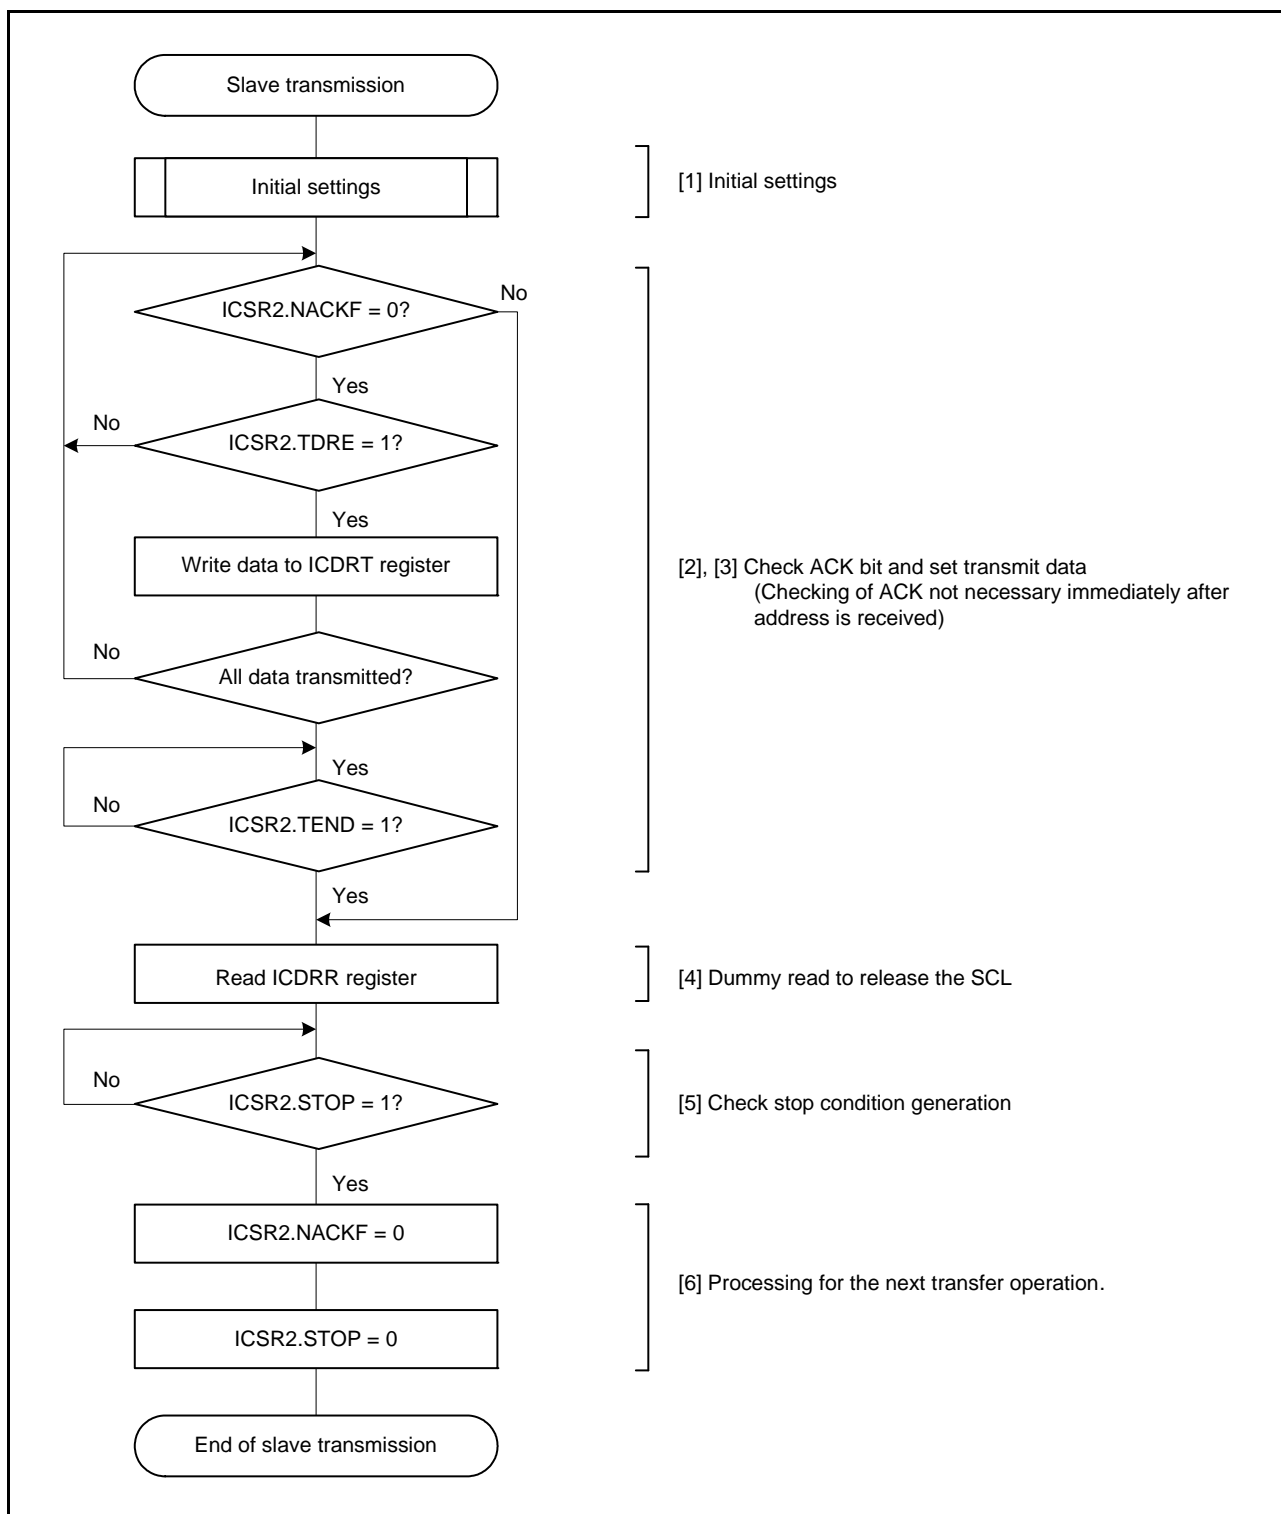 Slave transmission
Initial settings
[1] Initial settings
ICSR2.NACKF = 0?
No
Yes
No
ICSR2.TDRE = 1?
Yes
Write data to ICDRT register
[2], [3] Check ACK bit and set transmit data
(Checking of ACK not necessary immediately after
address is received)
No
All data transmitted?
Yes
No
ICSR2.TEND = 1?
Yes
Read ICDRR register
[4] Dummy read to release the SCL
No
ICSR2.STOP = 1?
[5] Check stop condition generation
Yes
ICSR2.NACKF = 0
[6] Processing for the next transfer operation.
ICSR2.STOP = 0
End of slave transmission